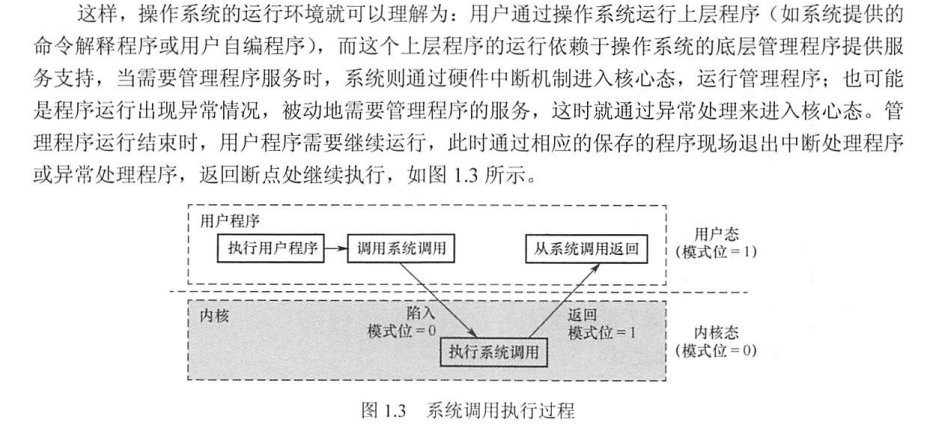 这样，操作系统的运行环境就可以理解为：用户通过操作系统运行上层程序（如系统提供的
命令解释程序或用户自编程序），而这个上层程序的运行依赖于操作系统的底层管理程序提供服
务支持，当需要管理程序服务时，系统则通过硬件中断机制进入核心态，运行管理程序；也可能
是程序运行出现异常情况，被动地需要管理程序的服务，这时就通过异常处理来进入核心态。管
理程序运行结束时，用户程序需要继续运行，此时通过相应的保存的程序现场退出中断处理程序
或异常处理程序，返回断点处继续执行，如图 1.3 所示。
用户程序
执行用户程序
调用系统调用
从系统调用返回
用户态
(模式位=1)
内核
陷入
模式位=0
返回
模式位=1
执行系统调用
内核态
(模式位=0)
图 1.3 系统调用执行过程